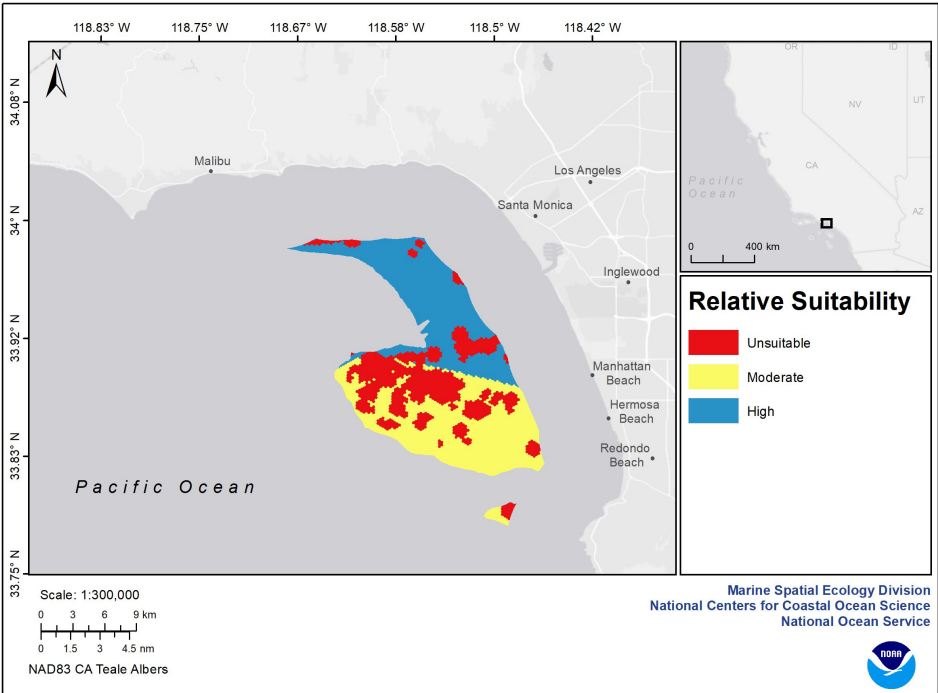 118.83° W 118.75° W 118.67° W 118.58° W 118.5° W 118.42° W
34.08° N
34° N
33.92° N
33.83° N
33.75° N
N
Malibu
Los Angeles
Santa Monica
Inglewood
Manhattan
Beach
Hermosa
Beach
Redondo
Beach
Pacific Ocean
OR
ID
NV
UT
CA
AZ
Pacific
Ocean
0 400 km
Relative Suitability
Unsuitable
Moderate
High
Scale: 1:300,000
0 3 6 9 km
0 1.5 3 4.5 nm
NAD83 CA Teale Albers
Marine Spatial Ecology Division
National Centers for Coastal Ocean Science
National Ocean Service
NOAA